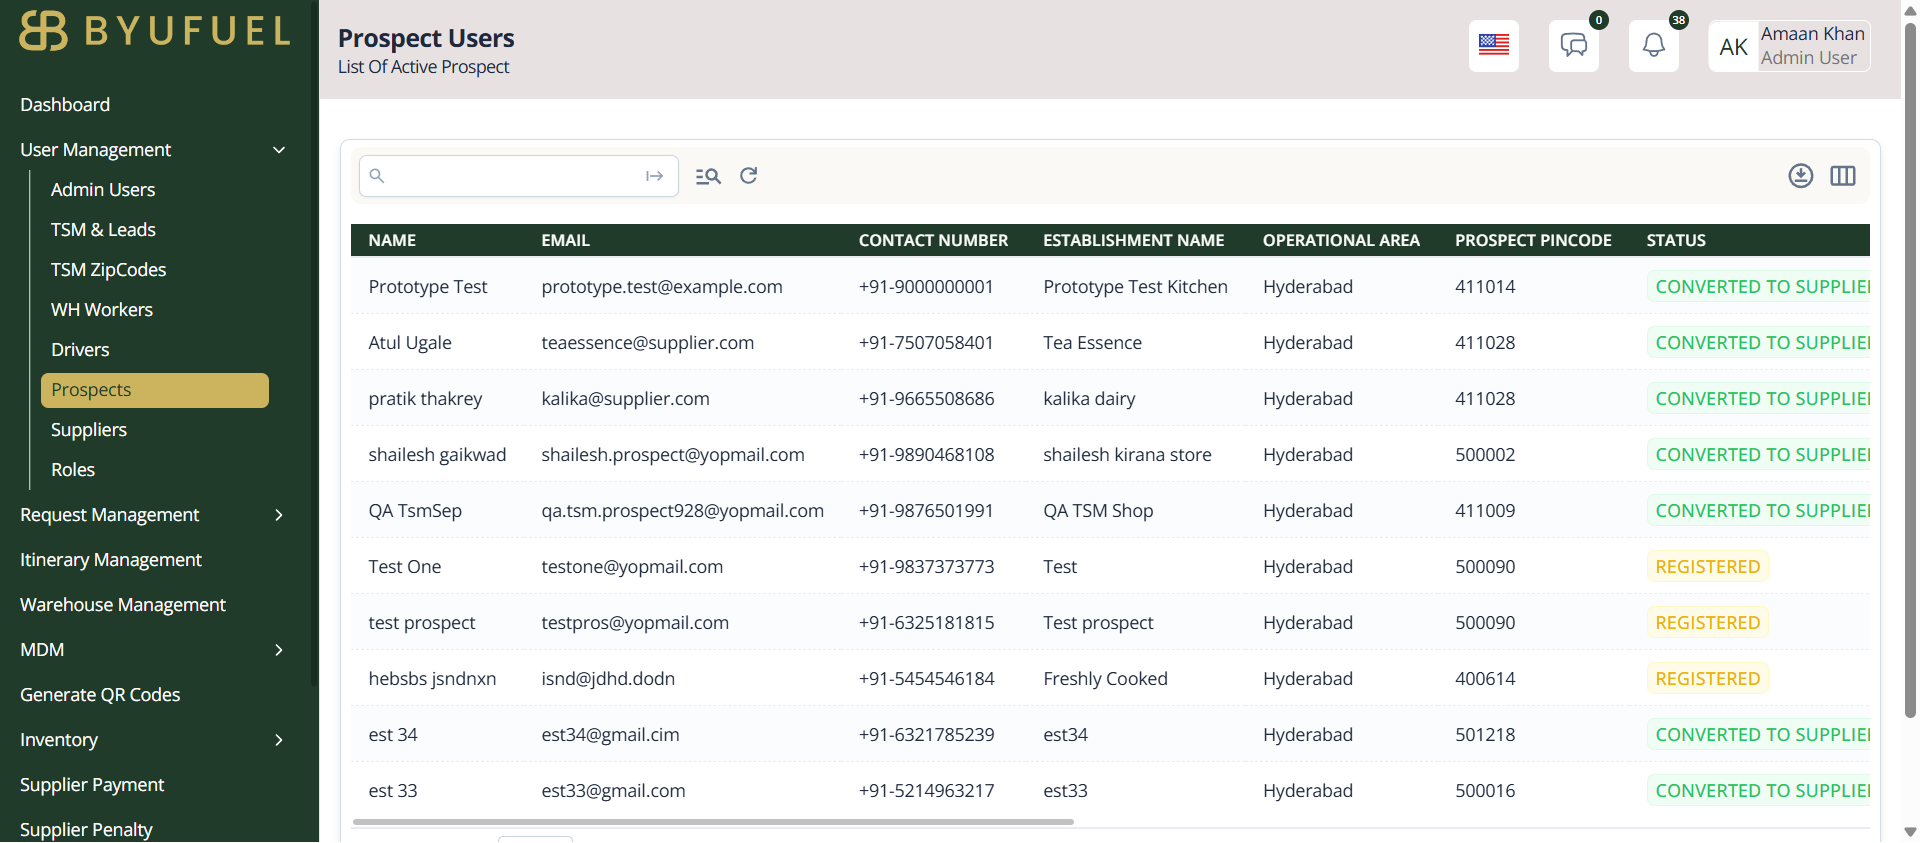 BYUFUEL
Dashboard
User Management
Admin Users
TSM & Leads
TSM ZipCodes
WH Workers
Drivers
Prospects
Suppliers
Roles
Request Management
Itinerary Management
Warehouse Management
MDM
Generate QR Codes
Inventory
Supplier Payment
Supplier Penalty
Prospect Users
List Of Active Prospect
0
38
AK
Amaan Khan
Admin User
NAME EMAIL CONTACT NUMBER ESTABLISHMENT NAME OPERATIONAL AREA PROSPECT PINCODE STATUS
Prototype Test prototype.test@example.com +91-9000000001 Prototype Test Kitchen Hyderabad 411014 CONVERTED TO SUPPLIE
Atul Ugale teaessence@supplier.com +91-7507058401 Tea Essence Hyderabad 411028 CONVERTED TO SUPPLIE
pratik thakrey kalika@supplier.com +91-9665508686 kalika dairy Hyderabad 411028 CONVERTED TO SUPPLIE
shailesh gaikwad shailesh.prospect@yopmail.com +91-9890468108 shailesh kirana store Hyderabad 500002 CONVERTED TO SUPPLIE
QA TsmSep qa.tsm.prospect928@yopmail.com +91-9876501991 QA TSM Shop Hyderabad 411009 CONVERTED TO SUPPLIE
Test One testone@yopmail.com +91-9837373773 Test Hyderabad 500090 REGISTERED
test prospect testpros@yopmail.com +91-6325181815 Test prospect Hyderabad 500090 REGISTERED
hebsbs jsndnxn isnd@jdhd.dodn +91-5454546184 Freshly Cooked Hyderabad 400614 REGISTERED
est 34 est34@gmail.cim +91-6321785239 est34 Hyderabad 501218 CONVERTED TO SUPPLIE
est 33 est33@gmail.com +91-5214963217 est33 Hyderabad 500016 CONVERTED TO SUPPLIE